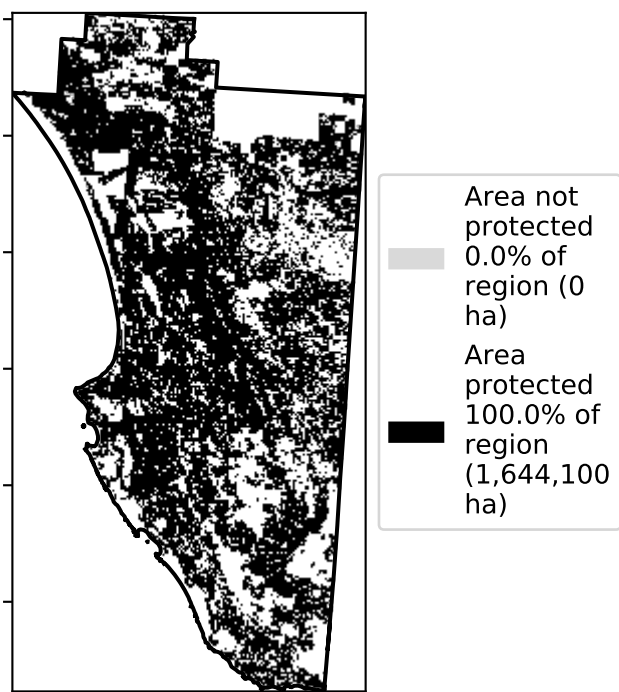 Area not
protected
0.0% of
region (0
ha)
Area
protected
100.0% of
region
(1,644,100
ha)